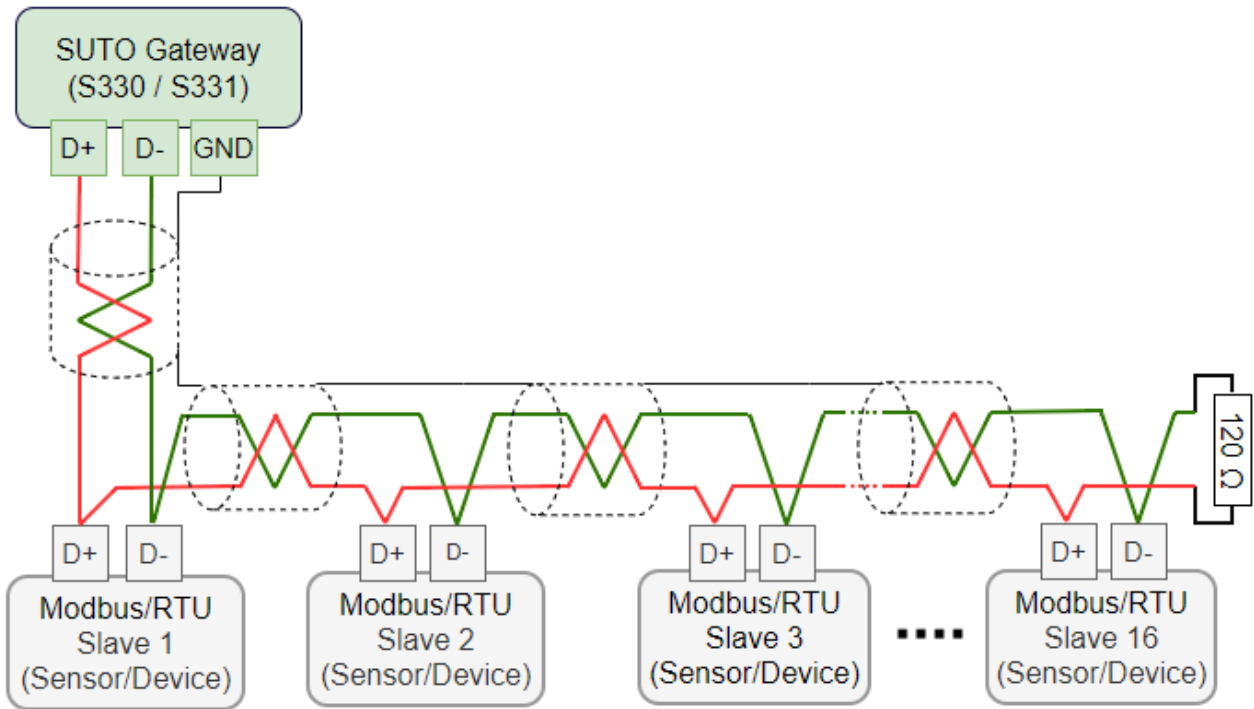 SUTO Gateway
(S330 / S331)
D+ D- GND
120 Ω
D+ D- D+ D- D+ D- D+ D-
Modbus/RTU
Slave 1
(Sensor/Device)
Modbus/RTU
Slave 2
(Sensor/Device)
Modbus/RTU
Slave 3
(Sensor/Device)
Modbus/RTU
Slave 16
(Sensor/Device)